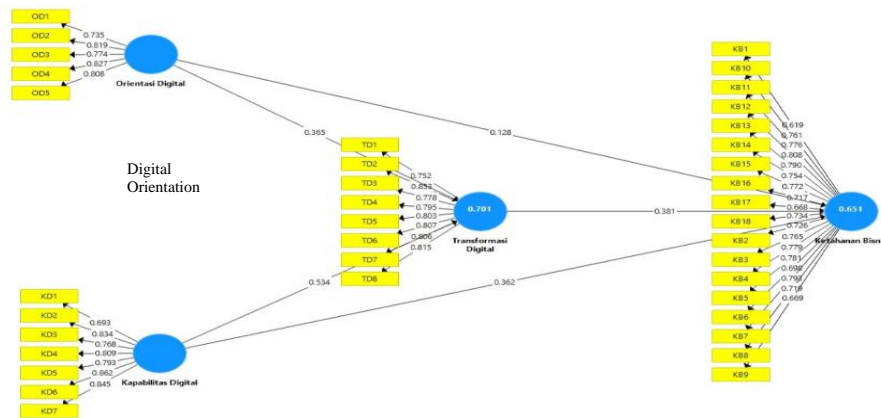 OD1
OD2
OD3
OD4
OD5
0.735
0.819
0.774
0.827
0.808
Orientasi Digital
Digital
Orientation
0.365
0.128
TD1
TD2
TD3
TD4
TD5
TD6
TD7
TD8
0.752
0.853
0.778
0.795
0.803
0.807
0.806
0.815
0.701
Transformasi
Digital
0.381
0.534
0.362
KD1
KD2
KD3
KD4
KD5
KD6
KD7
0.693
0.834
0.768
0.809
0.793
0.862
0.845
Kapabilitas Digital
KB1
KB10
KB11
KB12
KB13
KB14
KB15
KB16
KB17
KB18
KB2
KB3
KB4
KB5
KB6
KB7
KB8
KB9
0.619
0.761
0.776
0.808
0.790
0.754
0.772
0.717
0.668
0.734
0.726
0.765
0.779
0.781
0.698
0.793
0.719
0.669
0.651
Ketahanan Bisn